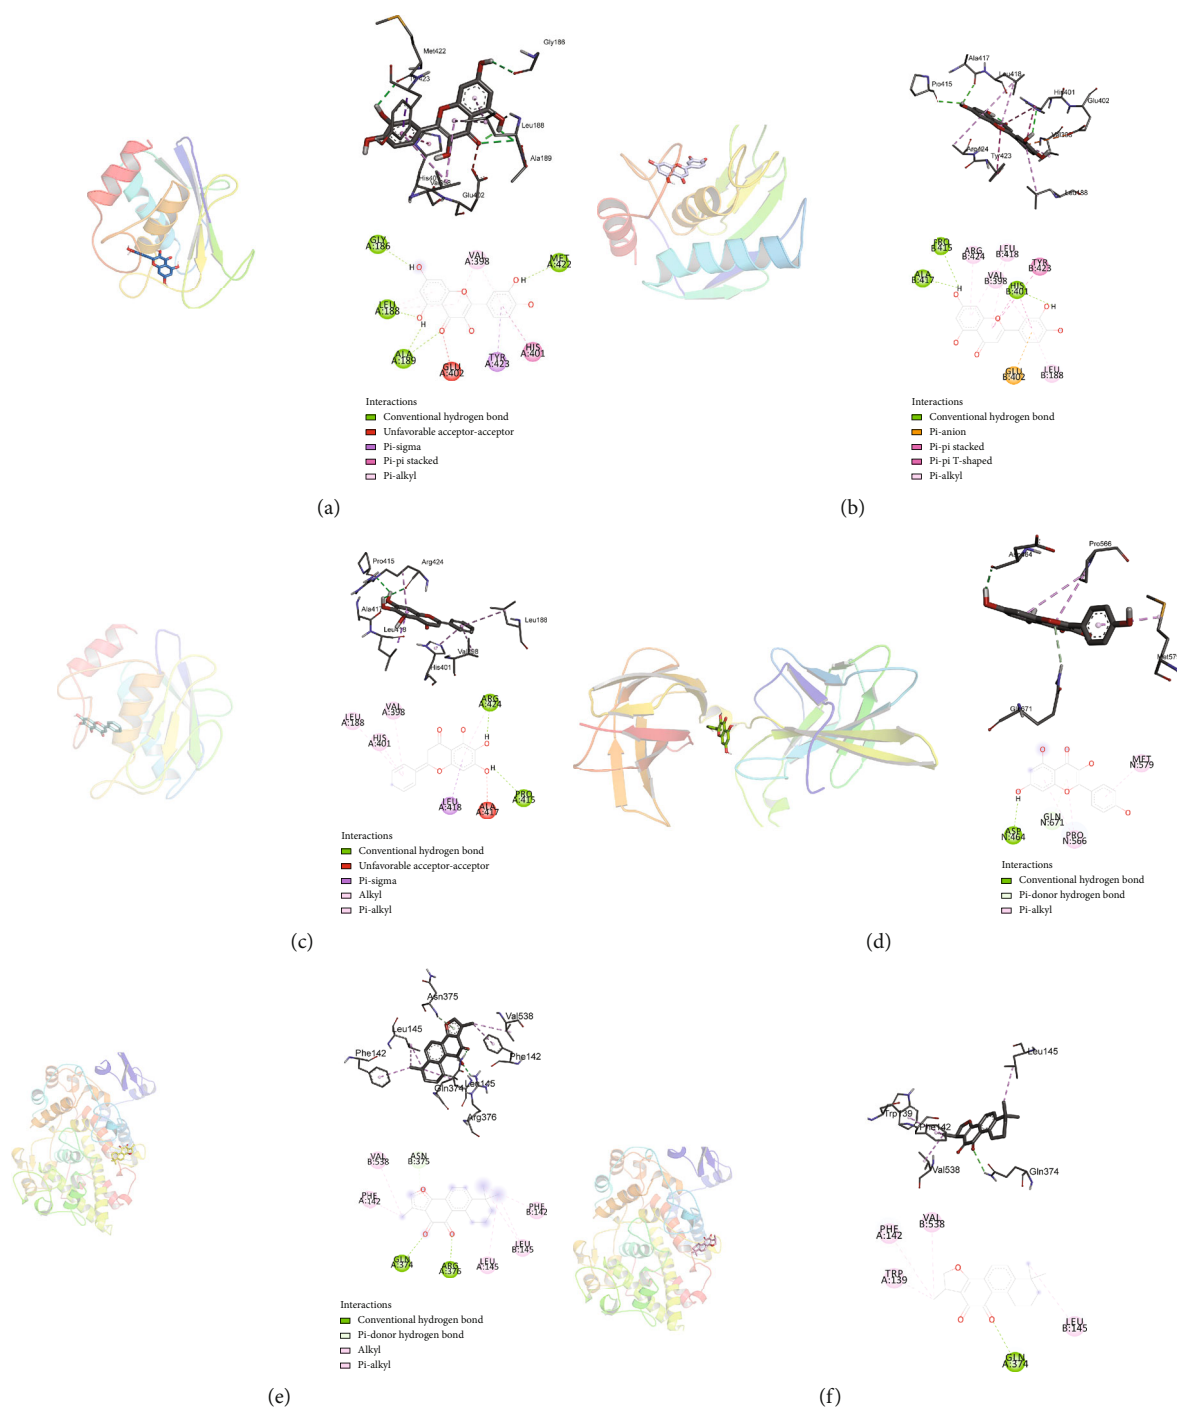 Met422
Gly186
Leu188
Ala189
Glu402
GLY
A:186
VAL
A:398
MET
A:422
LEU
A:188
ALA
A:189
GLU
A:402
TYR
A:423
HIS
A:401
H
O
O
O
H
O
O
O
O
H
O
Interactions
Conventional hydrogen bond
Unfavorable acceptor-acceptor
Pi-sigma
Pi-pi stacked
Pi-alkyl
(a)
Ala417
Leu418
Po415
His401
Glu402
Arg424
Tyr423
Leu188
PRO
B:415
ARG
B:424
LEU
B:418
TYR
B:423
ALA
B:417
VAL
B:398
HIS
B:401
GLU
B:402
LEU
B:188
Interactions
Conventional hydrogen bond
Pi-anion
Pi-pi stacked
Pi-pi T-shaped
Pi-alkyl
(b)
Pro415
Arg424
Ala417
Leu418
Leu188
Val398
His401
ARG
A:424
VAL
A:398
LEU
A:188
HIS
A:401
LEU
A:418
ALA
A:417
PRO
A:415
Interactions
Conventional hydrogen bond
Unfavorable acceptor-acceptor
Pi-sigma
Alkyl
Pi-alkyl
(c)
Pro566
Met579
MET
N:579
ASP
N:464
GLN
N:671
PRO
N:566
Interactions
Conventional hydrogen bond
Pi-donor hydrogen bond
Pi-alkyl
(d)
Asn375
Val538
Leu145
Phe142
Phe142
Gln374
Leu145
Arg376
VAL
B:538
ASN
B:375
PHE
A:142
PHE
B:142
GLN
A:374
ARG
A:376
LEU
A:145
LEU
B:145
Interactions
Conventional hydrogen bond
Pi-donor hydrogen bond
Alkyl
Pi-alkyl
(e)
Leu145
Trp139
Phe142
Val538
Gln374
PHE
A:142
VAL
B:538
TRP
A:139
LEU
B:145
GLN
A:374
(f)